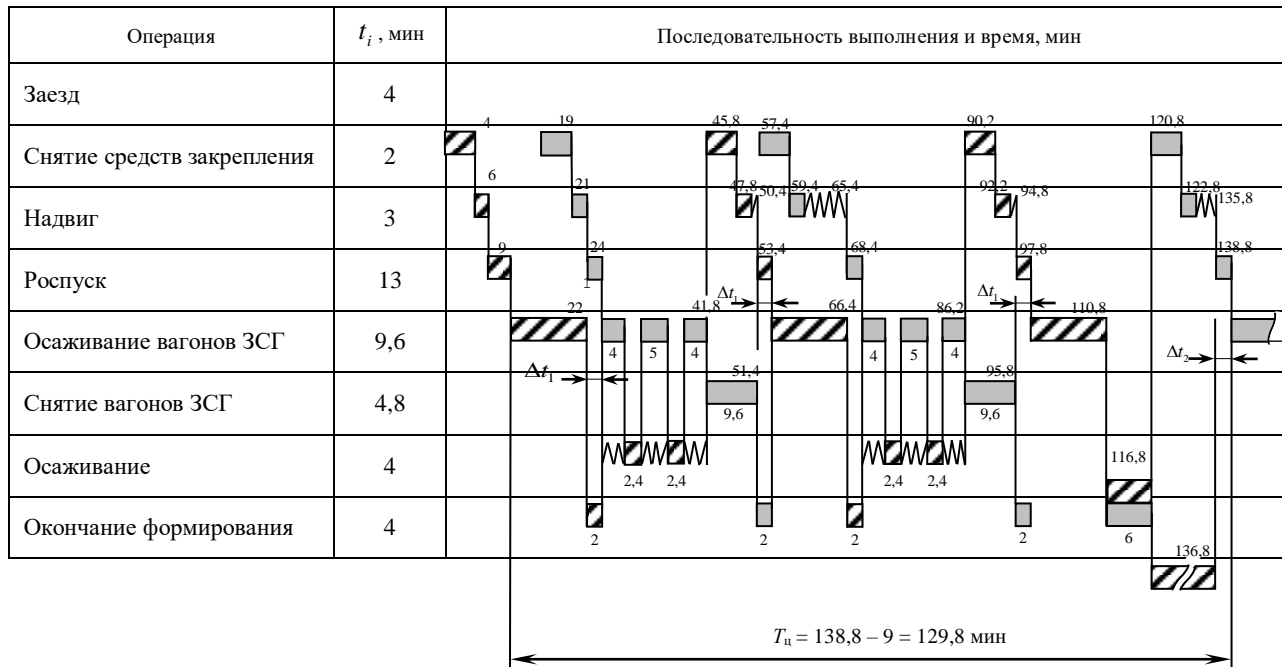 Операция
t_i , мин
Последовательность выполнения и время, мин
Заезд
4
4 19 45,8 57,4 90,2 120,8
Снятие средств закрепления
2
6 21 47,8 50,4 59,4 65,4 92,2 94,8 122,8 135,8
Надвиг
3
9 24 53,4 68,4 97,8 138,8
Роспуск
13
1
Δt₁ Δt₁
22 41,8 66,4 86,2 110,8
Осаживание вагонов ЗСГ
9,6
4 5 4 4 5 4
Δt₁ Δt₂
51,4 95,8
Снятие вагонов ЗСГ
4,8
9,6 9,6
Осаживание
4
116,8
2,4 2,4 2,4 2,4
Окончание формирования
4
2 2 2 2 6
136,8
Tц = 138,8 – 9 = 129,8 мин